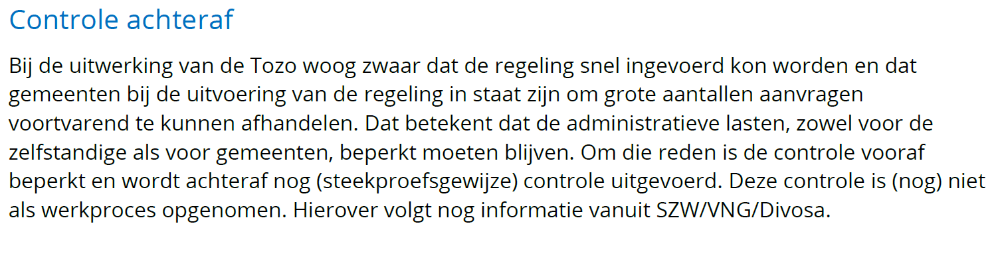 Controle achteraf
Bij de uitwerking van de Tozo woog zwaar dat de regeling snel ingevoerd kon worden en dat
gemeenten bij de uitvoering van de regeling in staat zijn om grote aantallen aanvragen
voortvarend te kunnen afhandelen. Dat betekent dat de administratieve lasten, zowel voor de
zelfstandige als voor gemeenten, beperkt moeten blijven. Om die reden is de controle vooraf
beperkt en wordt achteraf nog (steekproefsgewijze) controle uitgevoerd. Deze controle is (nog) niet
als werkproces opgenomen. Hierover volgt nog informatie vanuit SZW/VNG/Divosa.